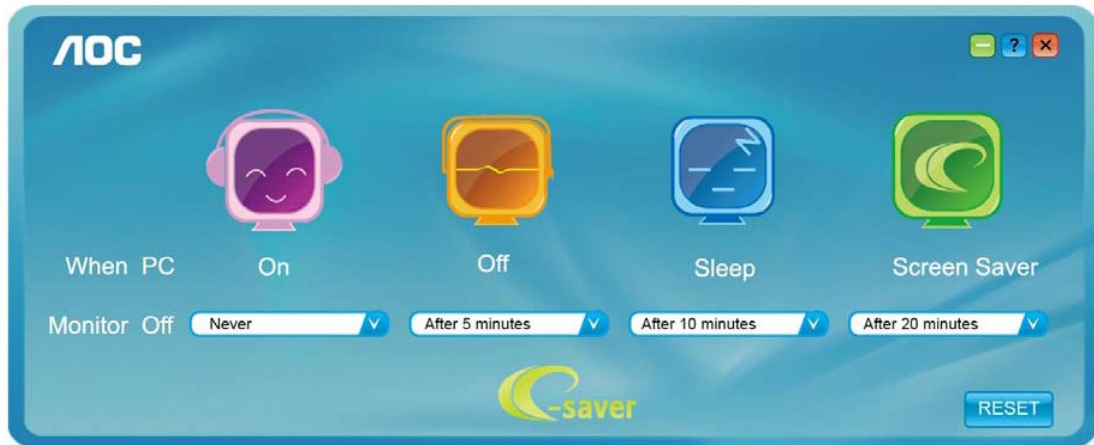 AOC
?
When PC On Off Sleep Screen Saver
Monitor Off Never After 5 minutes After 10 minutes After 20 minutes
e-saver
RESET